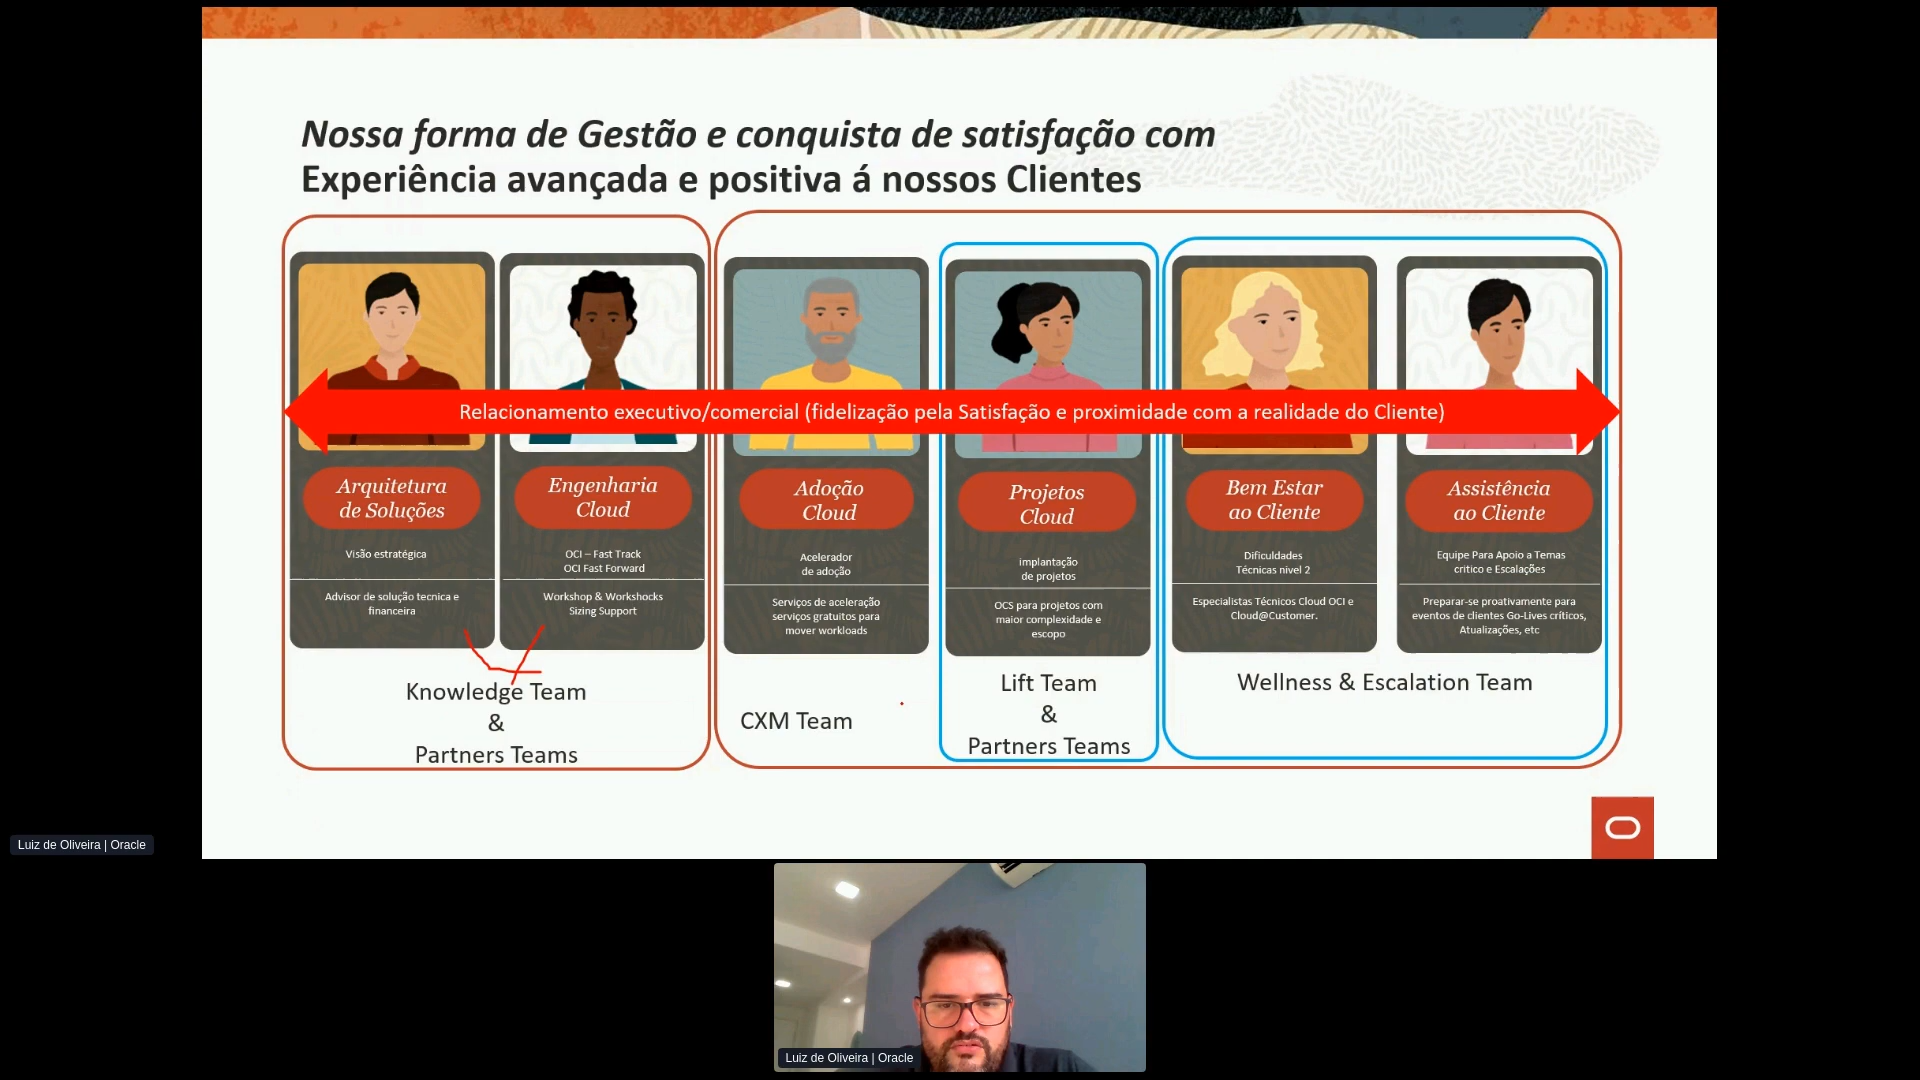 Nossa forma de Gestão e conquista de satisfação com
Experiência avançada e positiva á nossos Clientes
Relacionamento executivo/comercial (fidelização pela Satisfação e proximidade com a realidade do Cliente)
Arquitetura
de Soluções
Visão estratégica
Advisor de solução tecnica e
financeira
Engenharia
Cloud
OCI – Fast Track
OCI Fast Forward
Workshop & Workshocks
Sizing Support
Knowledge Team
&
Partners Teams
Adoção
Cloud
Acelerador
de adoção
Serviços de aceleração
serviços gratuitos para
mover workloads
CXM Team
Projetos
Cloud
implantação
de projetos
OCS para projetos com
maior complexidade e
escopo
Lift Team
&
Partners Teams
Bem Estar
ao Cliente
Dificuldades
Técnicas nivel 2
Especialistas Técnicos Cloud OCI e
Cloud@Customer.
Assistência
ao Cliente
Equipe Para Apoio a Temas
critico e Escalações
Preparar-se proativamente para
eventos de clientes Go-Lives críticos,
Atualizações, etc
Wellness & Escalation Team
Luiz de Oliveira | Oracle
Luiz de Oliveira | Oracle